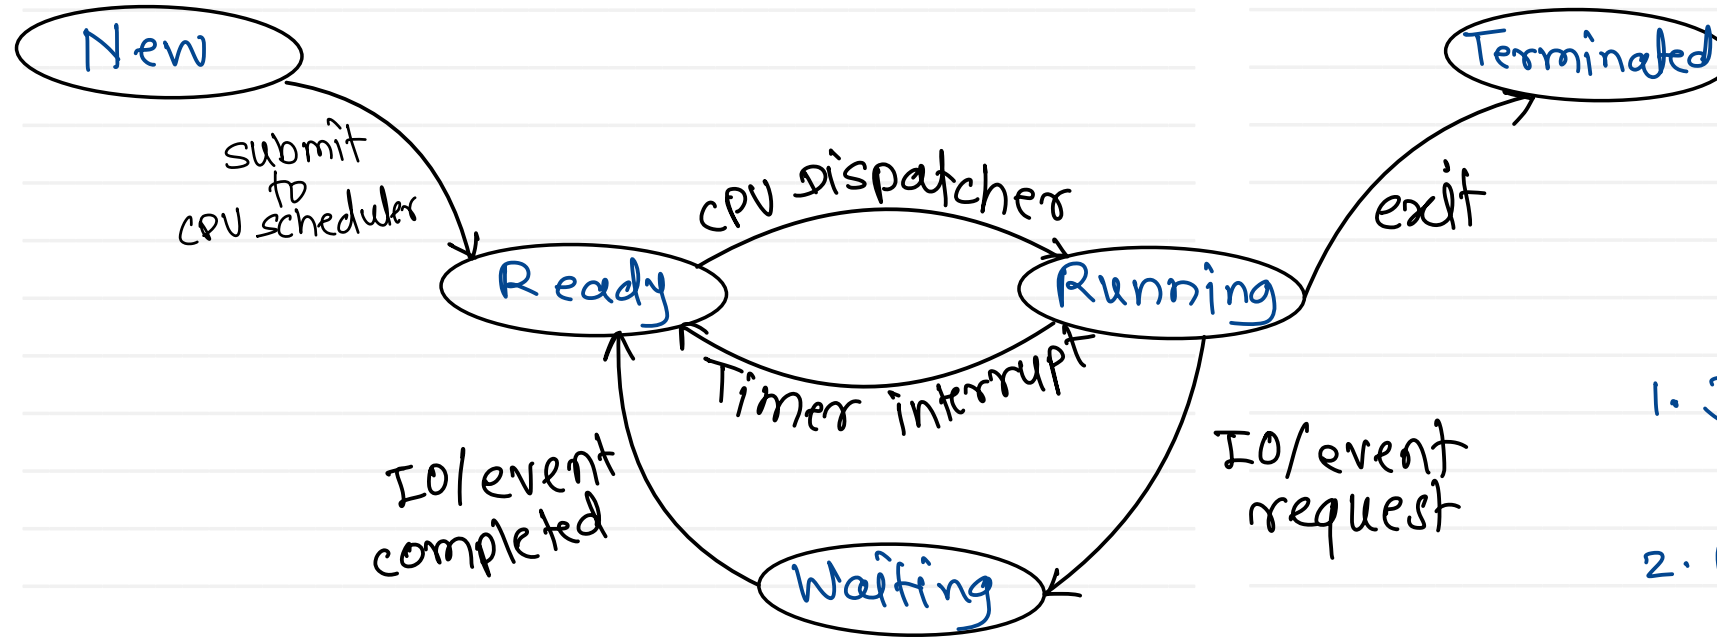 New
Terminated
submit
to
CPU scheduler
CPU Dispatcher
exit
Ready
Running
Timer interrupt
1.
IO/event
completed
IO/event
request
2.
Waiting